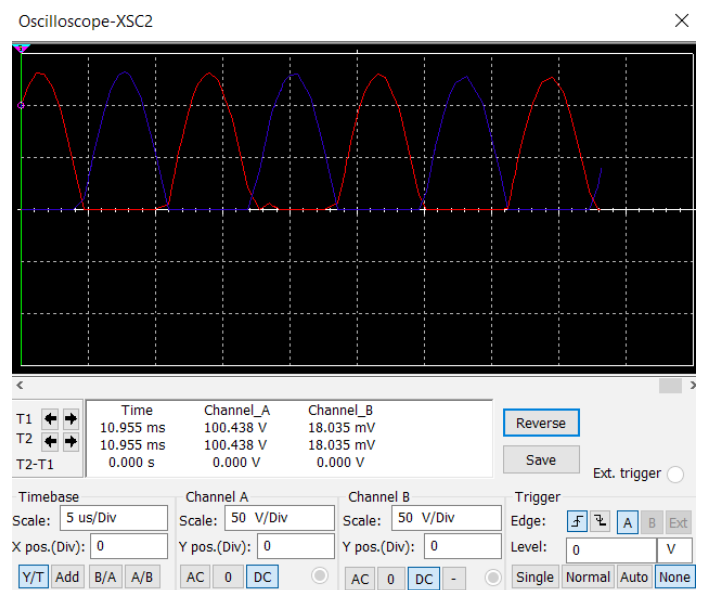 Oscilloscope-XSC2
T1
T2
T2-T1
Time Channel_A Channel_B
10.955 ms 100.438 V 18.035 mV
10.955 ms 100.438 V 18.035 mV
0.000 s 0.000 V 0.000 V
Reverse
Save
Ext. trigger
Timebase
Scale: 5 us/Div
X pos.(Div): 0
Y/T Add B/A A/B
Channel A
Scale: 50 V/Div
Y pos.(Div): 0
AC 0 DC
Channel B
Scale: 50 V/Div
Y pos.(Div): 0
AC 0 DC -
Trigger
Edge: A B Ext
Level: 0 V
Single Normal Auto None